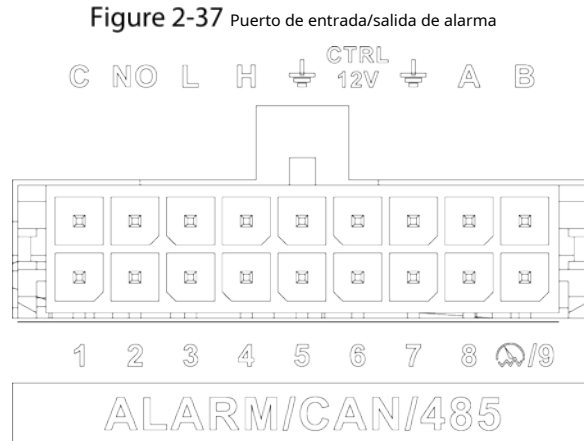 Figure 2-37 Puerto de entrada/salida de alarma
CTRL
C NO L H 12V A B
1 2 3 4 5 6 7 8 /9
ALARM/CAN/485